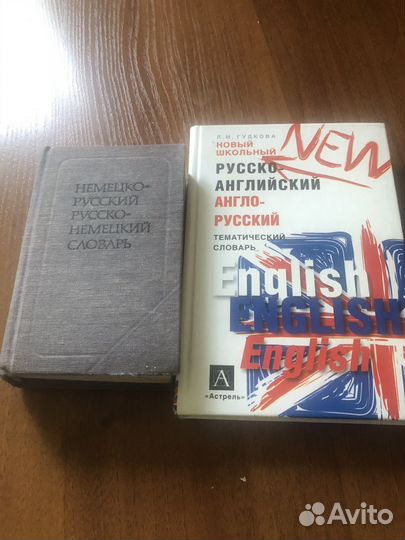 НЕМЕЦКО-
РУССКИЙ
РУССКО-
НЕМЕЦКИЙ
СЛОВАРЬ
Л. М. ГУДКОВА
НОВЫЙ
ШКОЛЬНЫЙ
NEW
РУССКО-
АНГЛИЙСКИЙ
АНГЛО-
РУССКИЙ
ТЕМАТИЧЕСКИЙ
СЛОВАРЬ
English
ENGLISH
English
А
«Астрель»
Avito